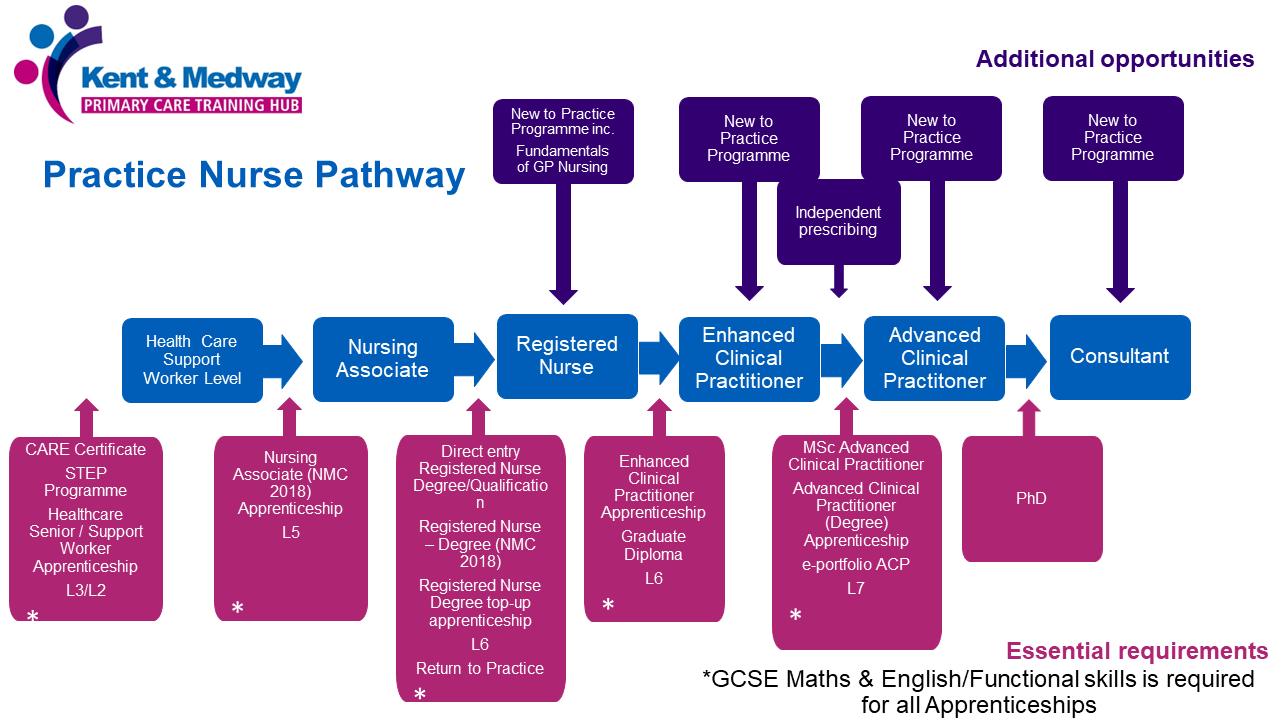 Kent & Medway
PRIMARY CARE TRAINING HUB
Additional opportunities
Practice Nurse Pathway
New to Practice
Programme inc.
Fundamentals
of GP Nursing
New to
Practice
Programme
Independent
prescribing
New to
Practice
Programme
New to
Practice
Programme
Health Care
Support
Worker Level
Nursing
Associate
Registered
Nurse
Enhanced
Clinical
Practitioner
Advanced
Clinical
Practitoner
Consultant
CARE Certificate
STEP
Programme
Healthcare
Senior / Support
Worker
Apprenticeship
L3/L2
*
Nursing
Associate (NMC
2018)
Apprenticeship
L5
*
Direct entry
Registered Nurse
Degree/Qualificatio
n
Registered Nurse
– Degree (NMC
2018)
Registered Nurse
Degree top-up
apprenticeship
L6
Return to Practice
*
Enhanced
Clinical
Practitioner
Apprenticeship
Graduate
Diploma
L6
*
MSc Advanced
Clinical Practitioner
Advanced Clinical
Practitioner
(Degree)
Apprenticeship
e-portfolio ACP
L7
*
PhD
Essential requirements
*GCSE Maths & English/Functional skills is required
for all Apprenticeships